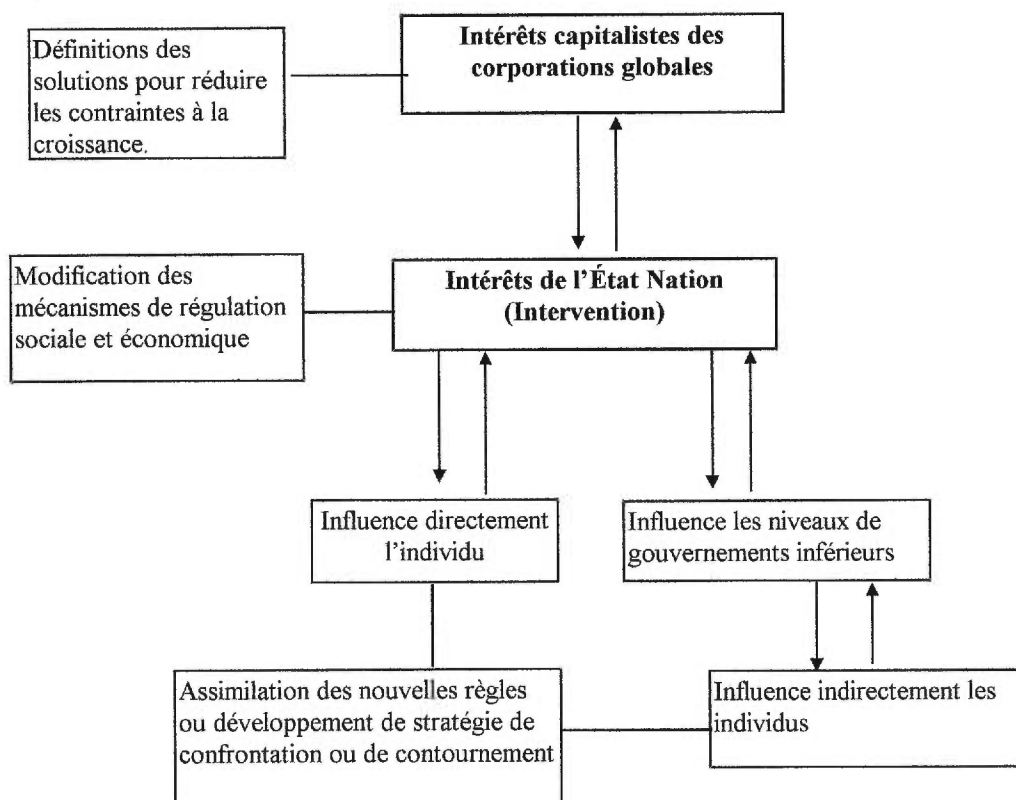 Définitions des
solutions pour réduire
les contraintes à la
croissance.
Intérêts capitalistes des
corporations globales
Modification des
mécanismes de régulation
sociale et économique
Intérêts de l'État Nation
(Intervention)
Influence directement
l'individu
Influence les niveaux de
gouvernements inférieurs
Assimilation des nouvelles règles
ou développement de stratégie de
confrontation ou de contournement
Influence indirectement les
individus